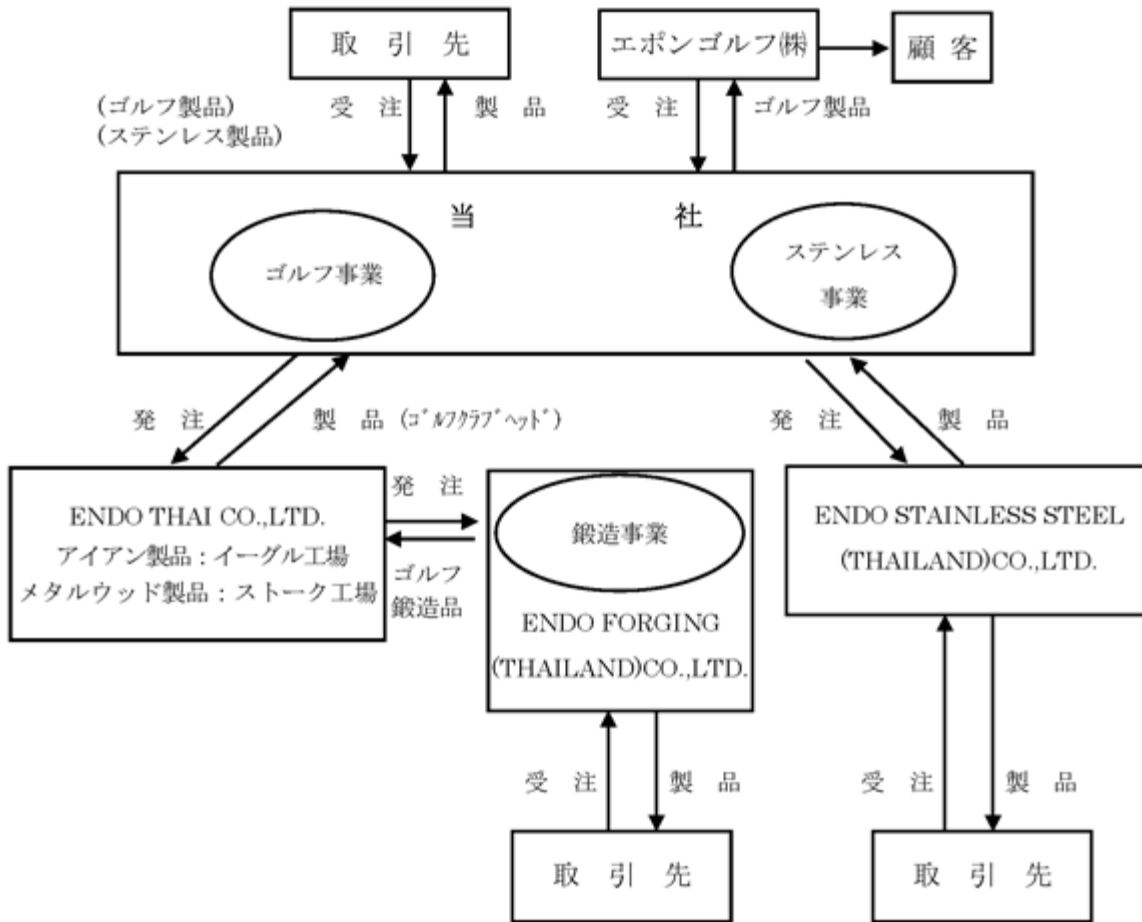 取 引 先
エポンゴルフ㈱
顧 客
(ゴルフ製品)
(ステンレス製品)
受 注
製 品
受 注
ゴルフ製品
当 社
ゴルフ事業
ステンレス
事業
発 注
製 品 (ｺﾞﾙﾌｸﾗﾌﾞﾍｯﾄﾞ)
発 注
製 品
ENDO THAI CO.,LTD.
アイアン製品：イーグル工場
メタルウッド製品：ストーク工場
発 注
ゴルフ
鍛造品
鍛造事業
ENDO FORGING
(THAILAND)CO.,LTD.
ENDO STAINLESS STEEL
(THAILAND)CO.,LTD.
受 注
製 品
受 注
製 品
取 引 先
取 引 先